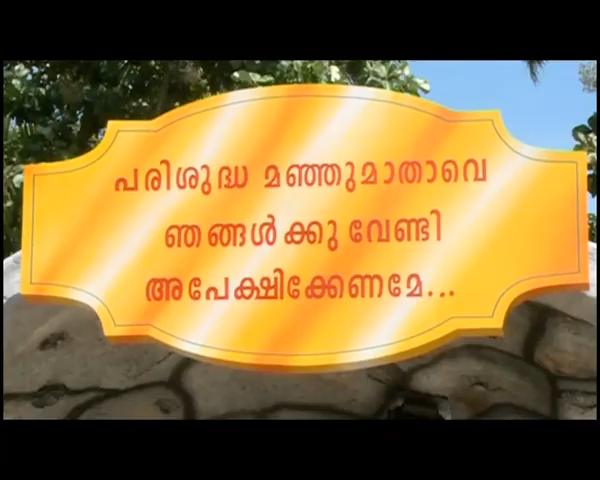 പരിശുദ്ധ മഞ്ഞുമാതാവെ
ഞങ്ങൾക്കു വേണ്ടി
അപേക്ഷിക്കേണമേ...